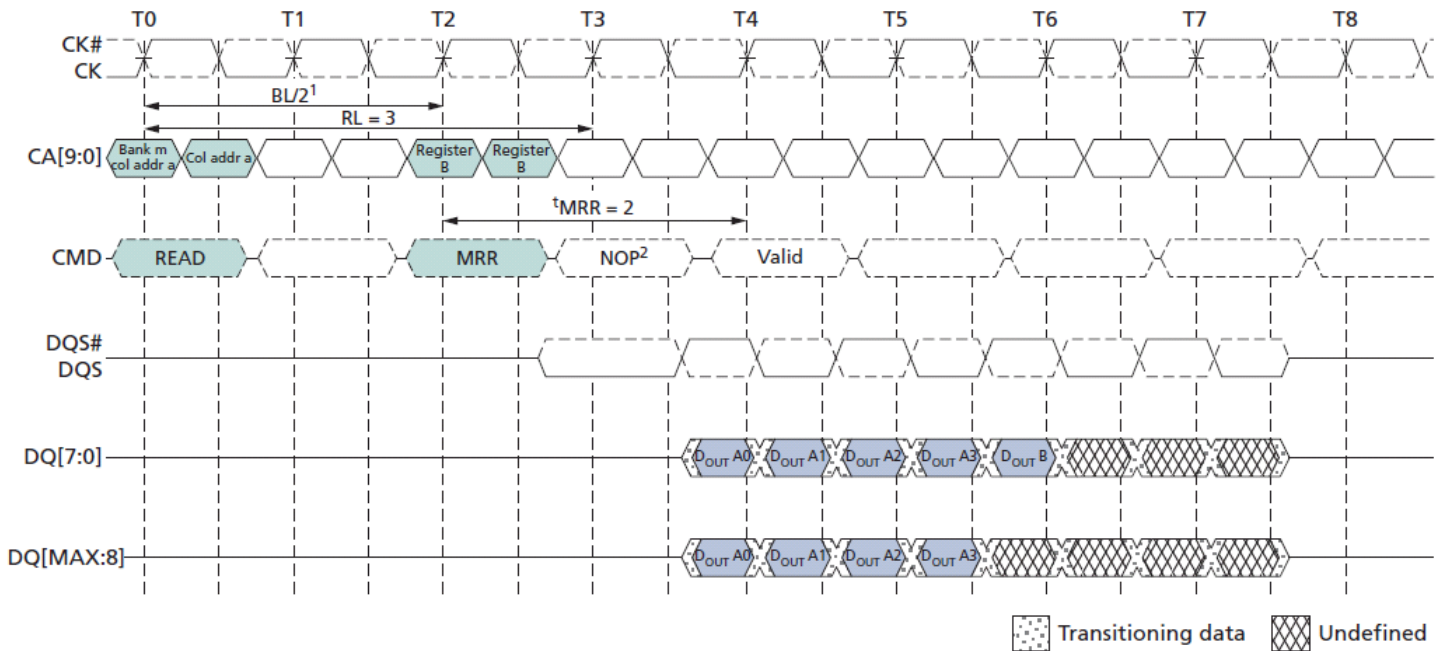 T0 T1 T2 T3 T4 T5 T6 T7 T8
CK#
CK
BL/2¹
RL = 3
CA[9:0]
Bank m
col addr a
Col addr a
Register
B
Register
B
ᵗMRR = 2
CMD
READ MRR NOP² Valid
DQS#
DQS
DQ[7:0]
DOUT A0 DOUT A1 DOUT A2 DOUT A3 DOUT B
DQ[MAX:8]
DOUT A0 DOUT A1 DOUT A2 DOUT A3
Transitioning data Undefined